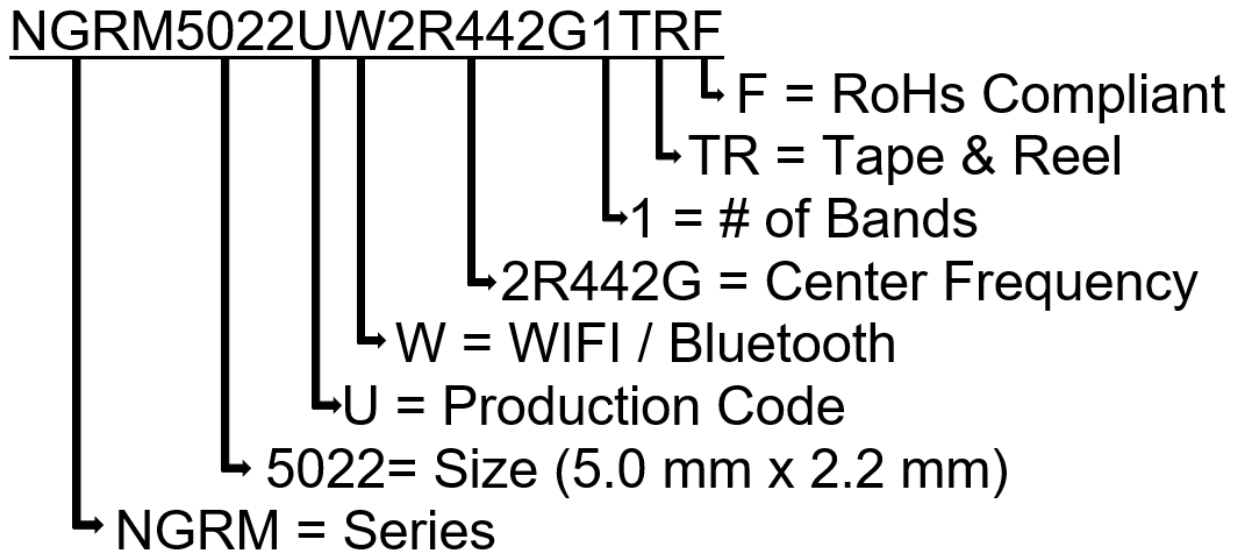 NGRM5022UW2R442G1TRF
F = RoHs Compliant
TR = Tape & Reel
1 = # of Bands
2R442G = Center Frequency
W = WIFI / Bluetooth
U = Production Code
5022= Size (5.0 mm x 2.2 mm)
NGRM = Series